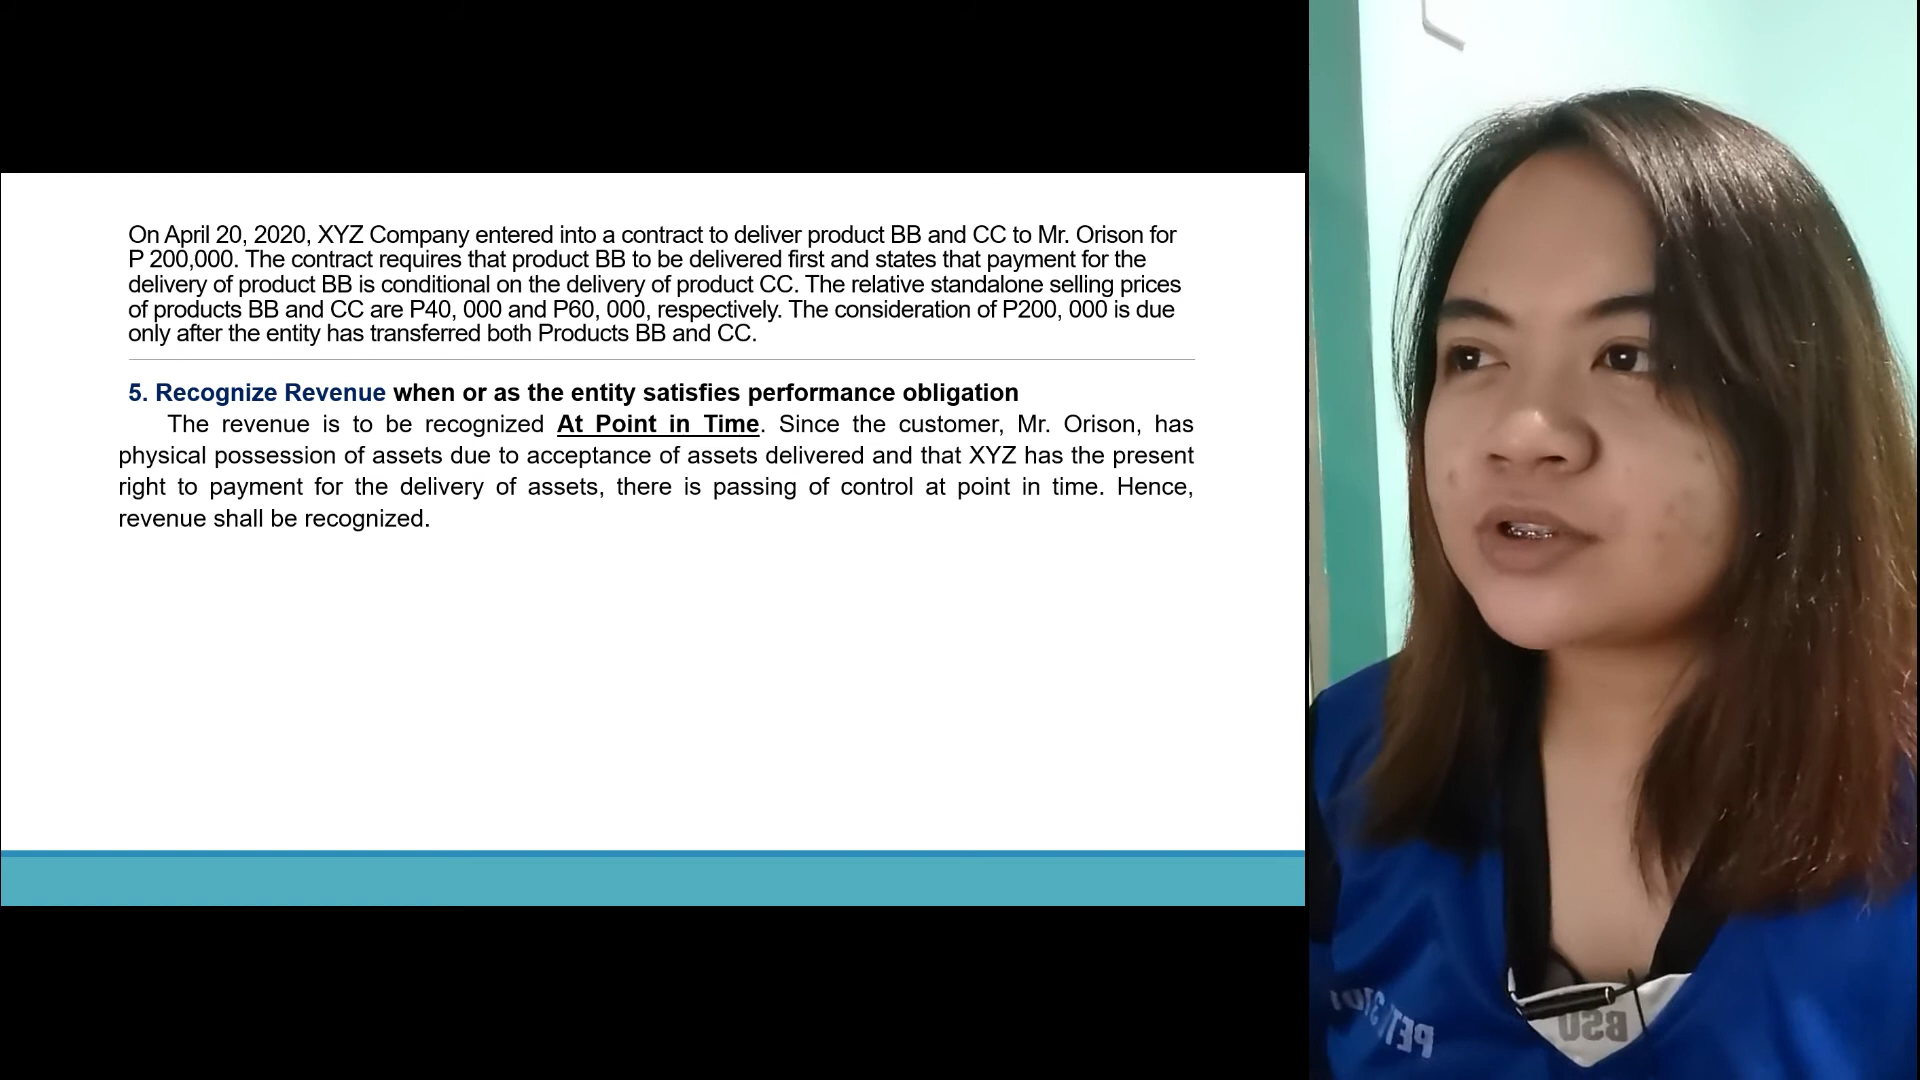 On April 20, 2020, XYZ Company entered into a contract to deliver product BB and CC to Mr. Orison for
P 200,000. The contract requires that product BB to be delivered first and states that payment for the
delivery of product BB is conditional on the delivery of product CC. The relative standalone selling prices
of products BB and CC are P40, 000 and P60, 000, respectively. The consideration of P200, 000 is due
only after the entity has transferred both Products BB and CC.
5. Recognize Revenue when or as the entity satisfies performance obligation
The revenue is to be recognized At Point in Time. Since the customer, Mr. Orison, has
physical possession of assets due to acceptance of assets delivered and that XYZ has the present
right to payment for the delivery of assets, there is passing of control at point in time. Hence,
revenue shall be recognized.
BSU